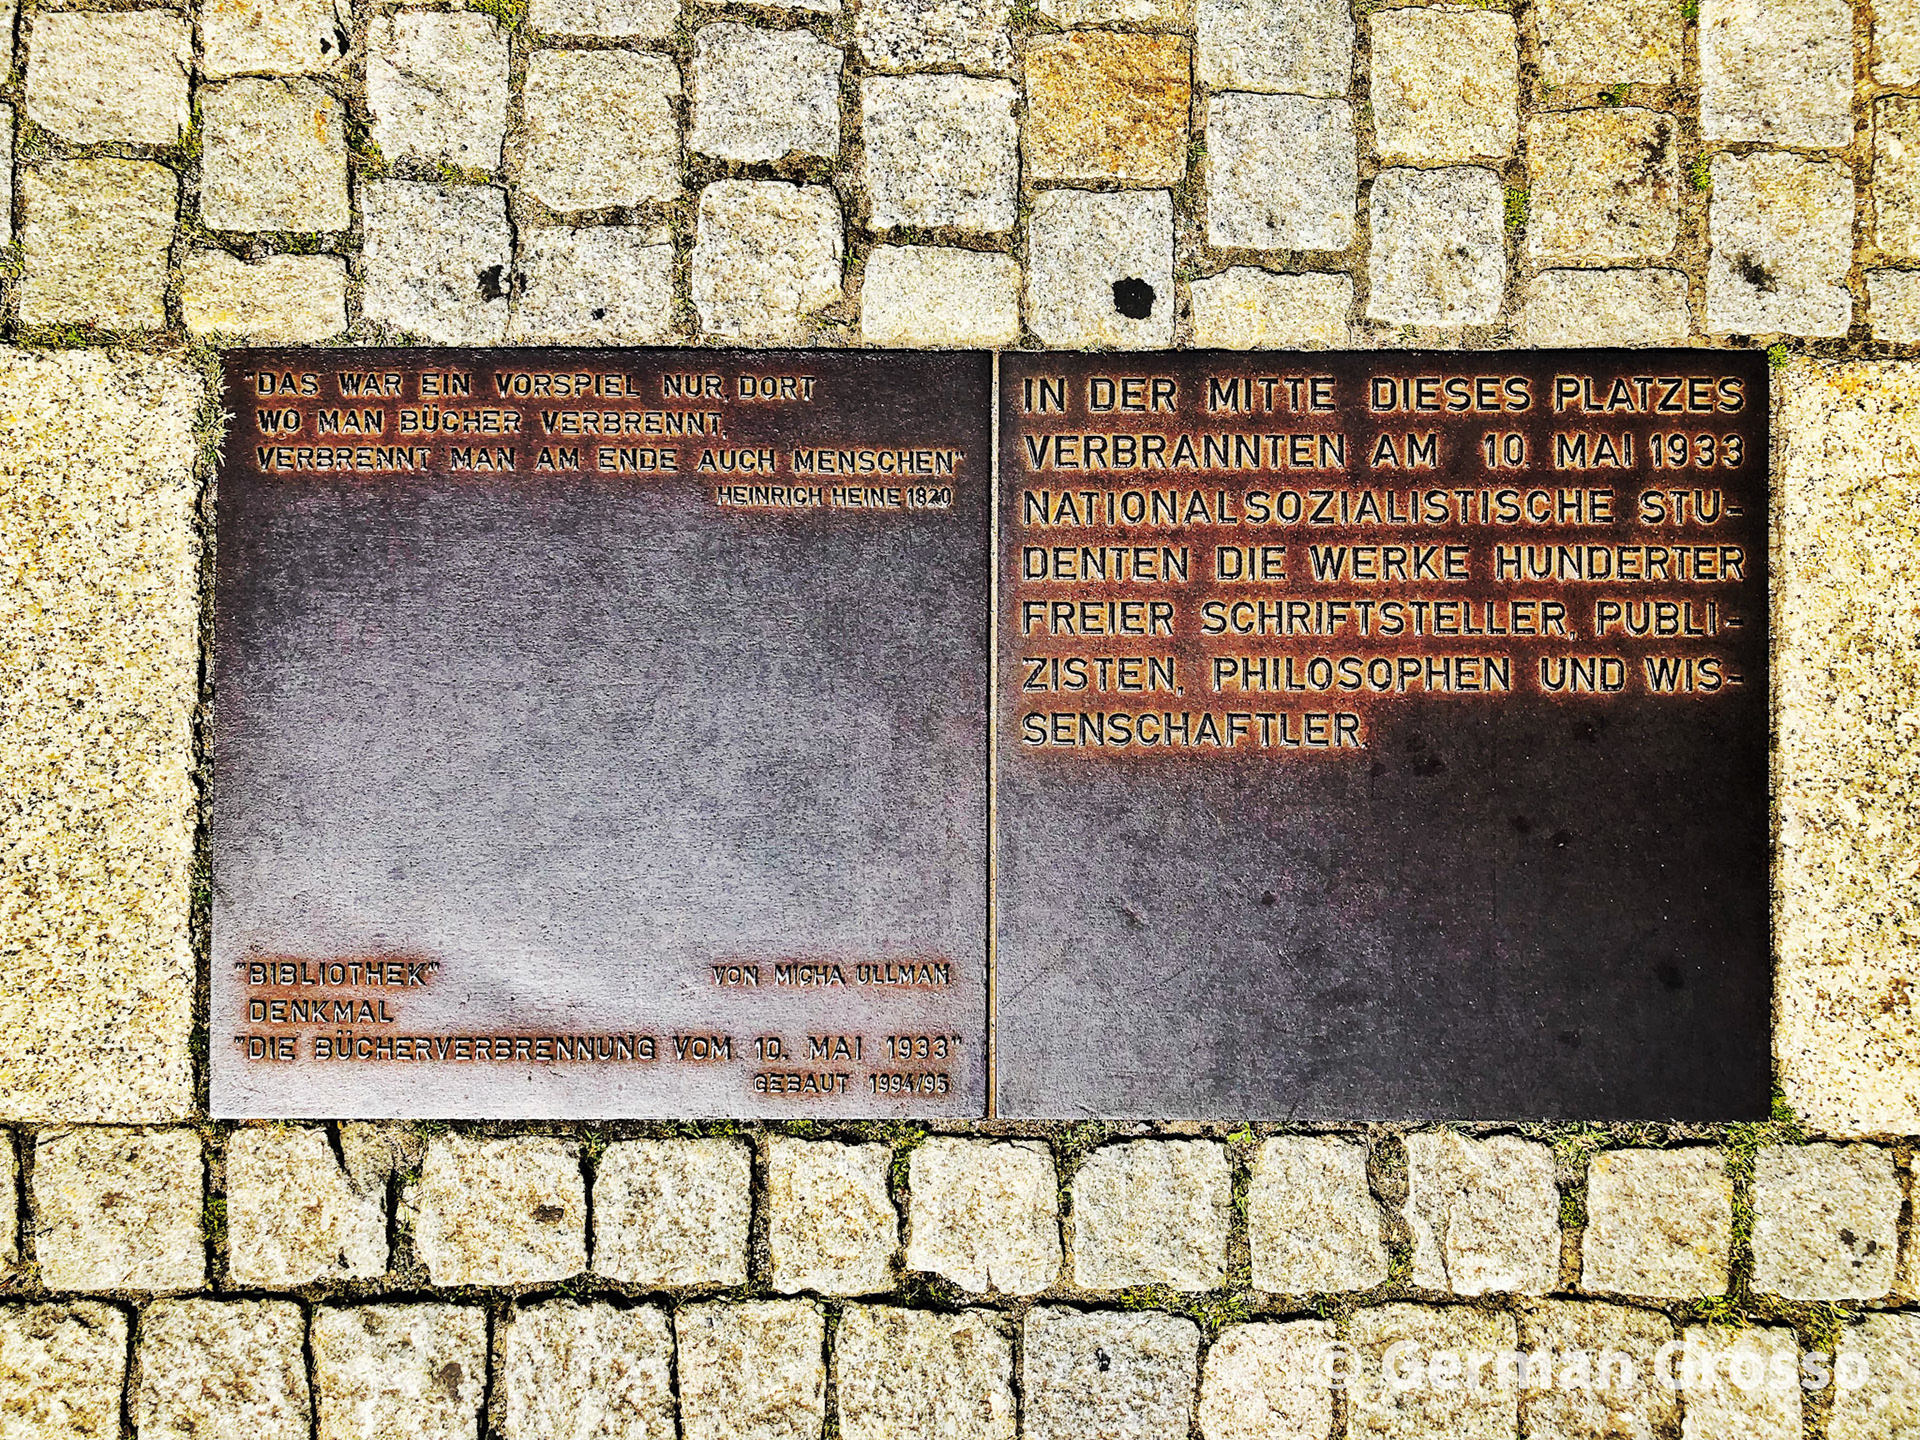 "DAS WAR EIN VORSPIEL NUR, DORT
WO MAN BÜCHER VERBRENNT,
VERBRENNT MAN AM ENDE AUCH MENSCHEN"
HEINRICH HEINE 1820
"BIBLIOTHEK" VON MICHA ULLMAN
DENKMAL
"DIE BÜCHERVERBRENNUNG VOM 10. MAI 1933"
GEBAUT 1994/95
IN DER MITTE DIESES PLATZES
VERBRANNTEN AM 10. MAI 1933
NATIONALSOZIALISTISCHE STU-
DENTEN DIE WERKE HUNDERTER
FREIER SCHRIFTSTELLER, PUBLI-
ZISTEN, PHILOSOPHEN UND WIS-
SENSCHAFTLER.
© German Grosso